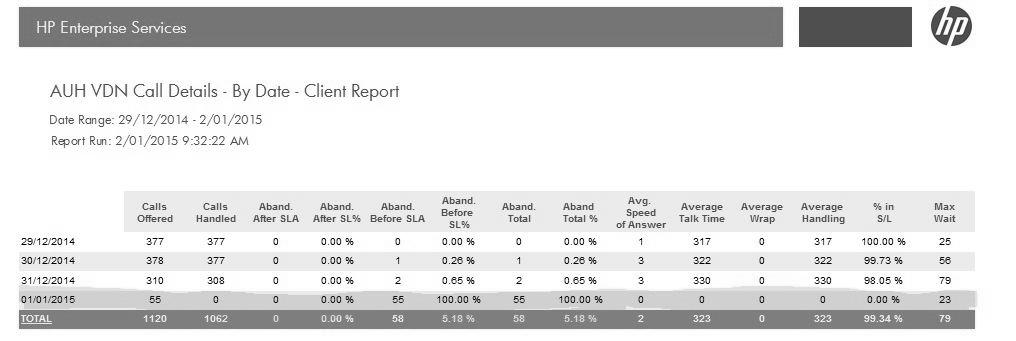 HP Enterprise Services
hp
AUH VDN Call Details - By Date - Client Report
Date Range: 29/12/2014 - 2/01/2015
Report Run: 2/01/2015 9:32:22 AM
Calls Offered Calls Handled Aband. After SLA Aband. After SL% Aband. Before SLA Aband. Before SL% Aband. Total Aband Total % Avg. Speed of Answer Average Talk Time Average Wrap Average Handling % in S/L Max Wait
29/12/2014 377 377 0 0.00 % 0 0.00 % 0 0.00 % 1 317 0 317 100.00 % 25
30/12/2014 378 377 0 0.00 % 1 0.26 % 1 0.26 % 3 322 0 322 99.73 % 56
31/12/2014 310 308 0 0.00 % 2 0.65 % 2 0.65 % 3 330 0 330 98.05 % 79
01/01/2015 55 0 0 0.00 % 55 100.00 % 55 100.00 % 0 0 0 0 0.00 % 23
TOTAL 1120 1062 0 0.00 % 58 5.18 % 58 5.18 % 2 323 0 323 99.34 % 79